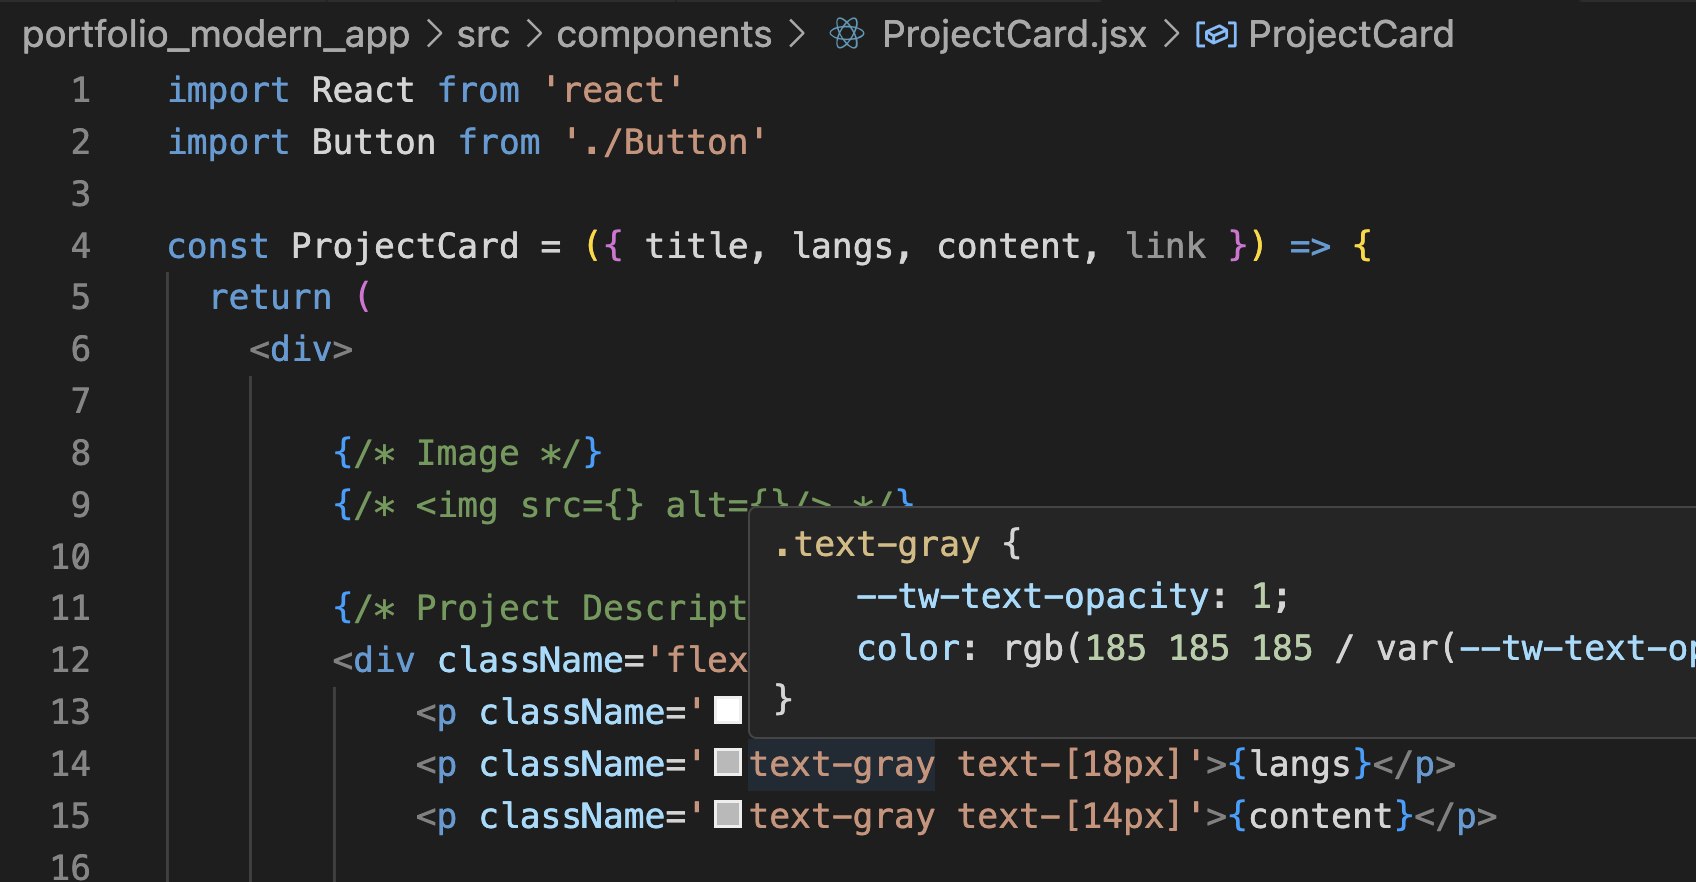 portfolio_modern_app > src > components > ProjectCard.jsx > ProjectCard
1 import React from 'react'
2 import Button from './Button'
3
4 const ProjectCard = ({ title, langs, content, link }) => {
5 return (
6 <div>
7
8 {/* Image */}
9 {/* <img src={} alt={}/> */}
.text-gray {
10
--tw-text-opacity: 1;
11 {/* Project Descript
color: rgb(185 185 185 / var(--tw-text-op
12 <div className='flex
}
13 <p className='
14 <p className='text-gray text-[18px]'>{langs}</p>
15 <p className='text-gray text-[14px]'>{content}</p>
16